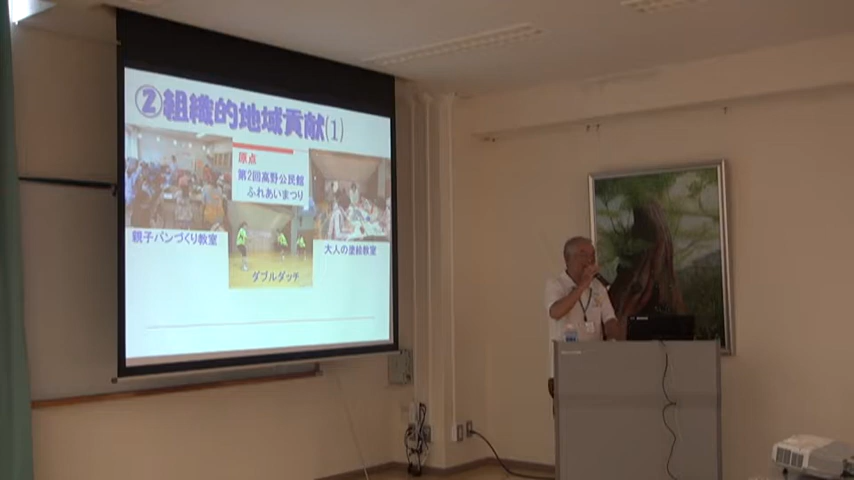 ②組織的地域貢献(1)
原点
第2回高野公民館
ふれあいまつり
親子パンづくり教室
大人の塗絵教室
ダブルダッチ